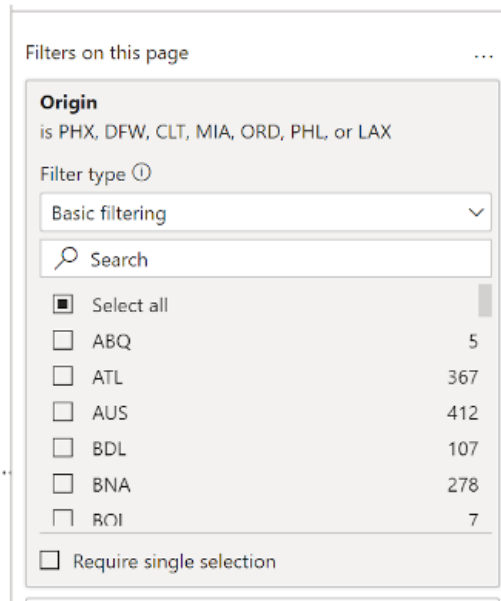 Filters on this page ...
Origin
is PHX, DFW, CLT, MIA, ORD, PHL, or LAX
Filter type
Basic filtering
Search
Select all
ABQ 5
ATL 367
AUS 412
BDL 107
BNA 278
BOI 7
Require single selection